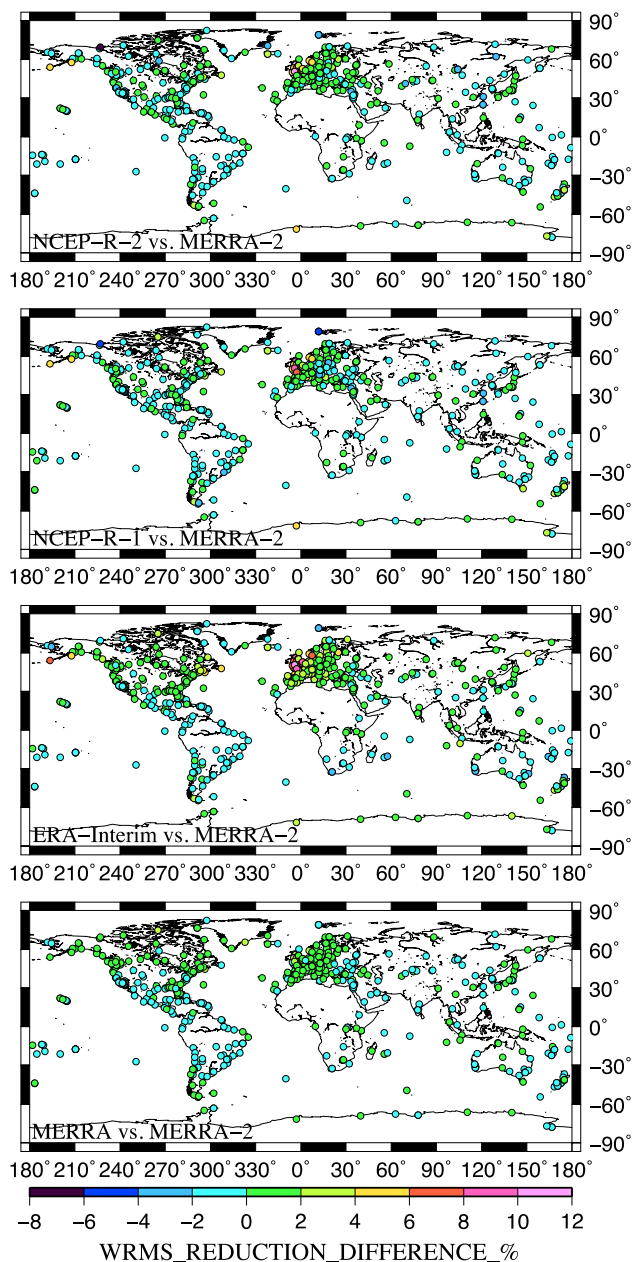 90°
60°
30°
0°
−30°
−60°
−90°
NCEP−R−2 vs. MERRA−2
180° 210° 240° 270° 300° 330° 0° 30° 60° 90° 120° 150° 180°
90°
60°
30°
0°
−30°
−60°
−90°
NCEP−R−1 vs. MERRA−2
180° 210° 240° 270° 300° 330° 0° 30° 60° 90° 120° 150° 180°
90°
60°
30°
0°
−30°
−60°
−90°
ERA−Interim vs. MERRA−2
180° 210° 240° 270° 300° 330° 0° 30° 60° 90° 120° 150° 180°
90°
60°
30°
0°
−30°
−60°
−90°
MERRA vs. MERRA−2
180° 210° 240° 270° 300° 330° 0° 30° 60° 90° 120° 150° 180°
−8 −6 −4 −2 0 2 4 6 8 10 12
WRMS_REDUCTION_DIFFERENCE_%